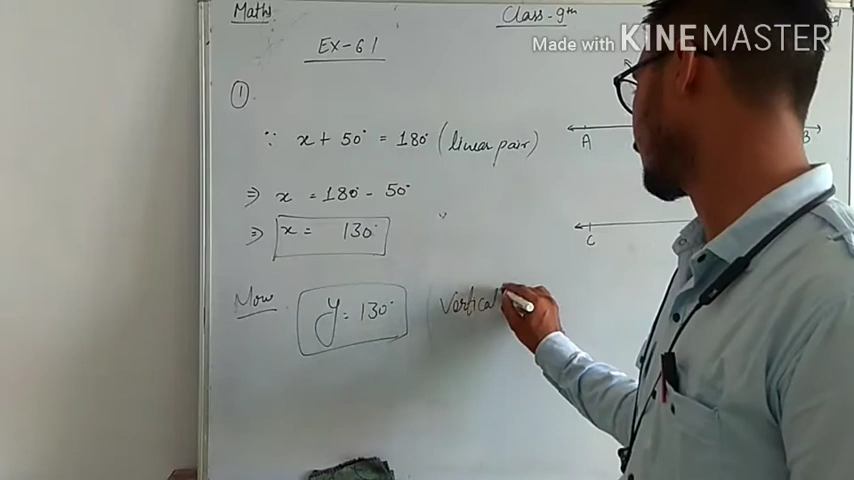 Maths
Class-9th
Made with KINEMASTER
Ex-6.1
①
∵ x + 50° = 180° (linear pair)
A
B
⇒ x = 180 - 50°
⇒ x = 130°
C
Now y = 130° Vertical